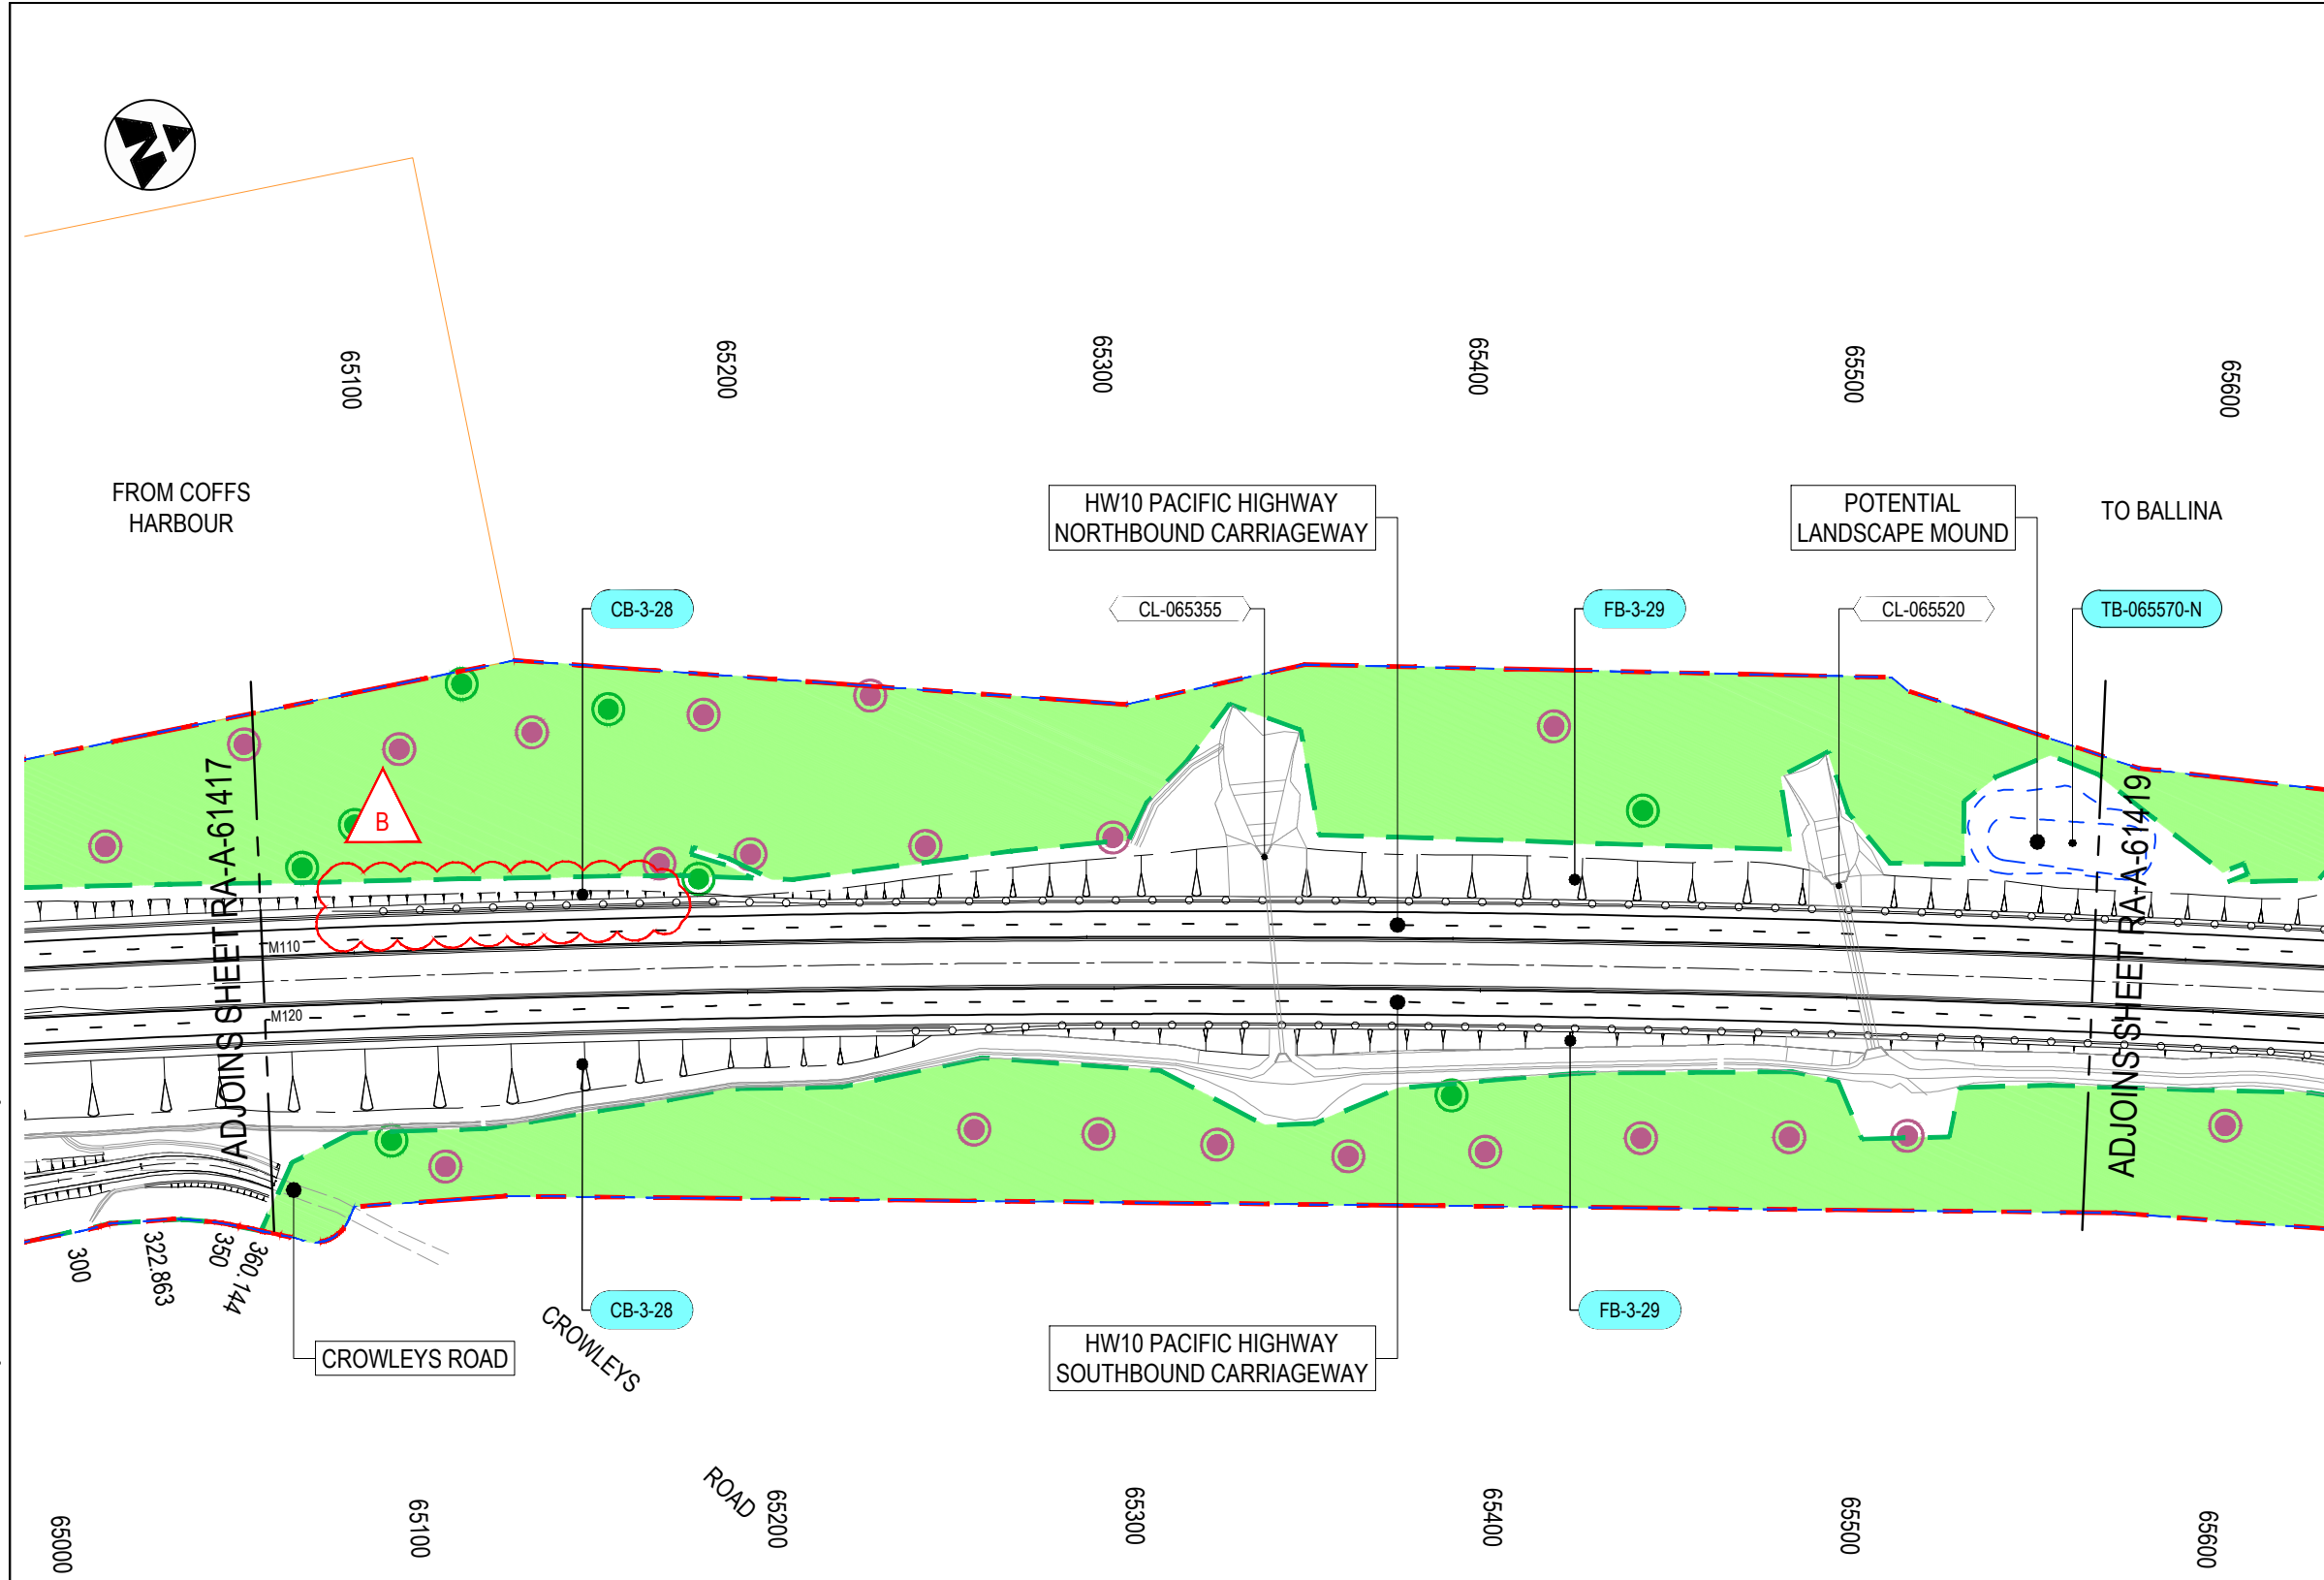 65100
65200
65300
65400
65500
65600
FROM COFFS
HARBOUR
HW10 PACIFIC HIGHWAY
NORTHBOUND CARRIAGEWAY
POTENTIAL
LANDSCAPE MOUND
TO BALLINA
CB-3-28
CL-065355
FB-3-29
CL-065520
TB-065570-N
B
ADJOINS SHEET RA-A-61417
ADJOINS SHEET RA-A-61419
M110
M120
300
322.863
350
360.144
CROWLEYS ROAD
CB-3-28
CROWLEYS
ROAD
HW10 PACIFIC HIGHWAY
SOUTHBOUND CARRIAGEWAY
FB-3-29
65000
65100
65200
65300
65400
65500
65600